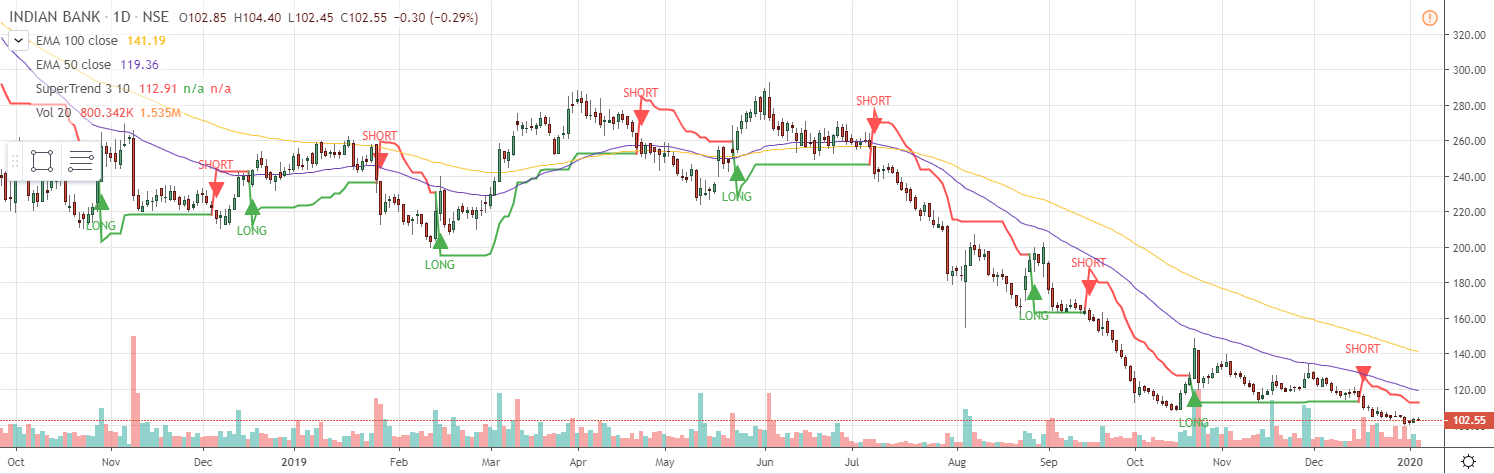 INDIAN BANK · 1D · NSE O102.85 H104.40 L102.45 C102.55 −0.30 (−0.29%)
EMA 100 close 141.19
EMA 50 close 119.36
SuperTrend 3 10 112.91 n/a n/a
Vol 20 800.342K 1.535M
320.00
300.00
280.00
260.00
240.00
220.00
200.00
180.00
160.00
140.00
120.00
102.55
SHORT
SHORT
SHORT
SHORT
SHORT
SHORT
LONG
LONG
LONG
LONG
LONG
LONG
SHORT
Oct Nov Dec 2019 Feb Mar Apr May Jun Jul Aug Sep Oct Nov Dec 2020